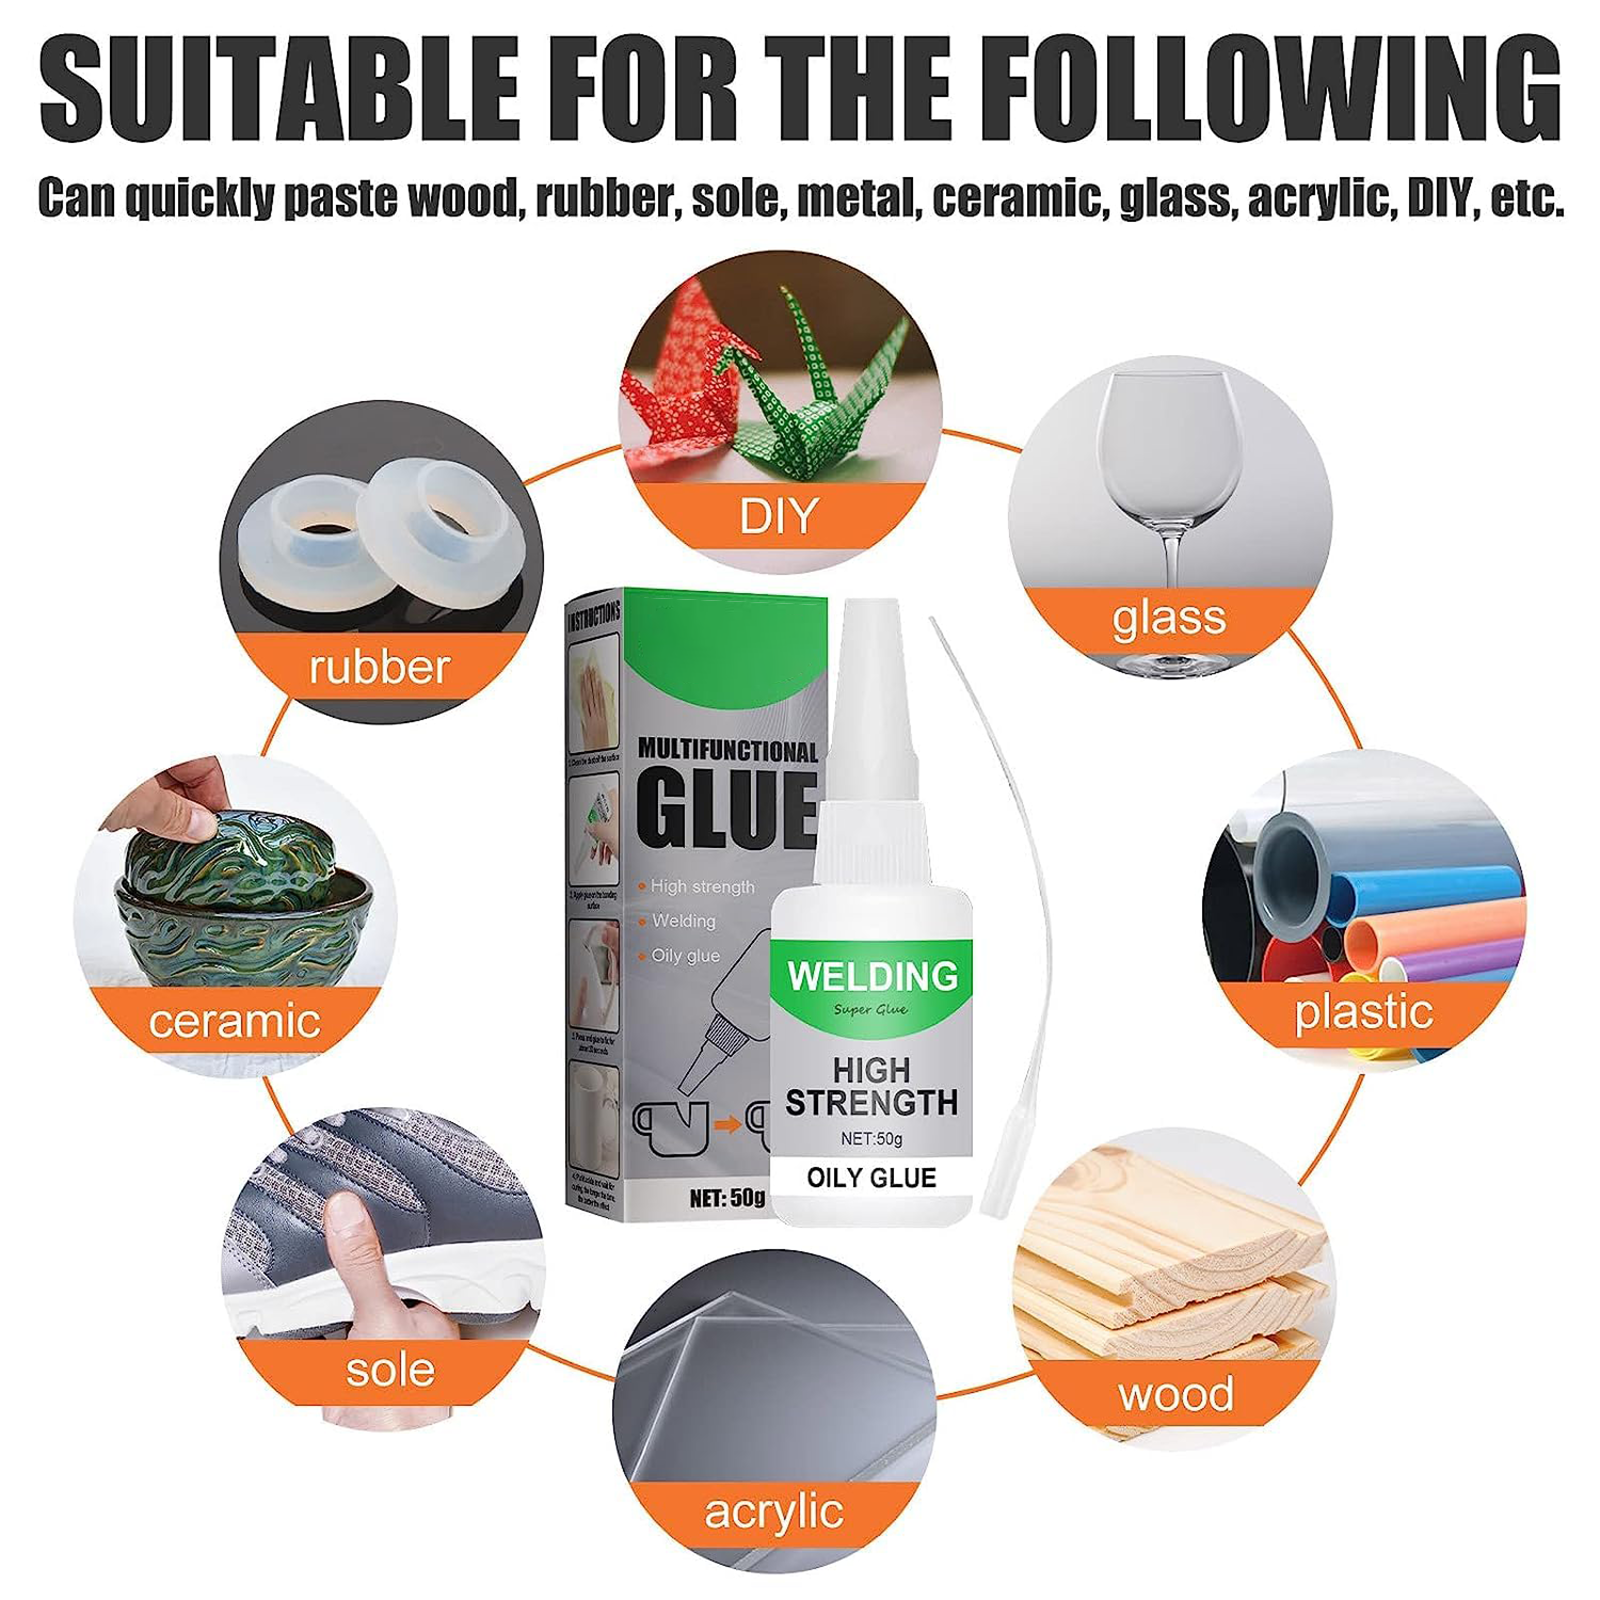 SUITABLE FOR THE FOLLOWING
Can quickly paste wood, rubber, sole, metal, ceramic, glass, acrylic, DIY, etc.
DIY
glass
rubber
plastic
ceramic
sole
wood
acrylic
INSTRUCTIONS
MULTIFUNCTIONAL
GLUE
High strength
Welding
Oily glue
NET: 50g
WELDING
Super Glue
HIGH
STRENGTH
NET:50g
OILY GLUE